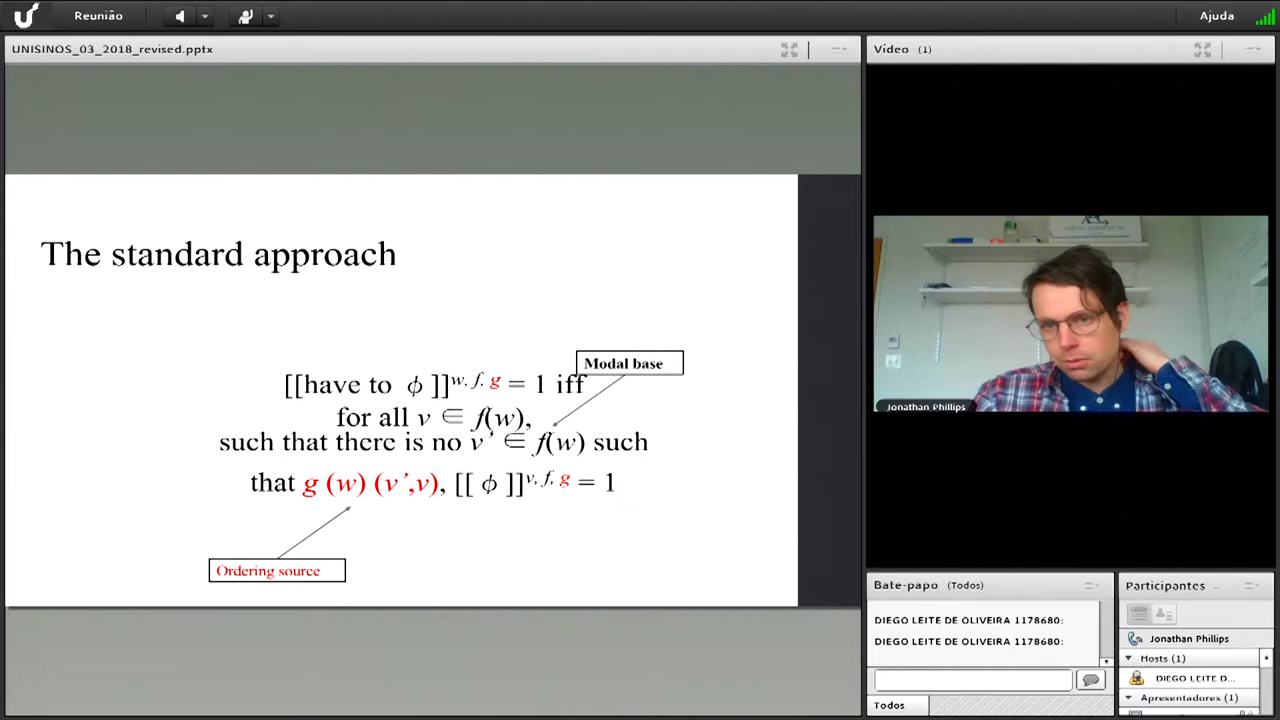 Reunião
Ajuda
UNISINOS_03_2018_revised.pptx
Vídeo (1)
The standard approach
Modal base
[[have to ϕ ]]w, f, g = 1 iff
for all v ∈ f(w),
such that there is no v’ ∈ f(w) such
that g (w) (v’,v), [[ ϕ ]]v, f, g = 1
Ordering source
Jonathan Phillips
Bate-papo (Todos)
DIEGO LEITE DE OLIVEIRA 1178680:
DIEGO LEITE DE OLIVEIRA 1178680:
Todos
Participantes ..
Jonathan Phillips
Hosts (1)
DIEGO LEITE D...
Apresentadores (1)